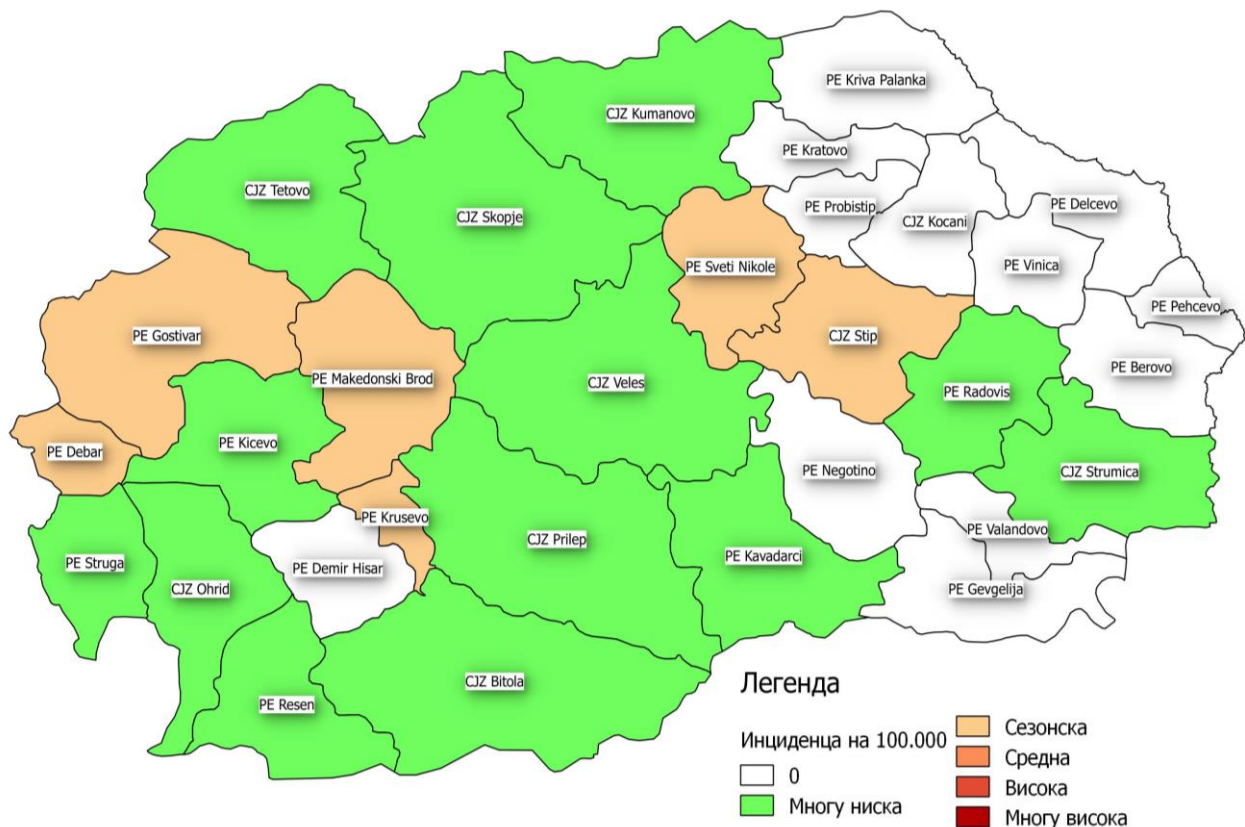 PE Kriva Palanka
CJZ Kumanovo
PE Kratovo
CJZ Tetovo
PE Probistip
PE Delcevo
CJZ Skopje
CJZ Kocani
PE Sveti Nikole
PE Vinica
PE Pehcevo
PE Gostivar
CJZ Stip
PE Makedonski Brod
CJZ Veles
PE Berovo
PE Radovis
PE Kicevo
PE Debar
PE Negotino
CJZ Strumica
PE Krusevo
PE Valandovo
CJZ Prilep
PE Kavadarci
PE Struga
PE Demir Hisar
CJZ Ohrid
PE Gevgelija
CJZ Bitola
PE Resen
Легенда
Инциденца на 100.000
0
Многу ниска
Сезонска
Средна
Висока
Многу висока